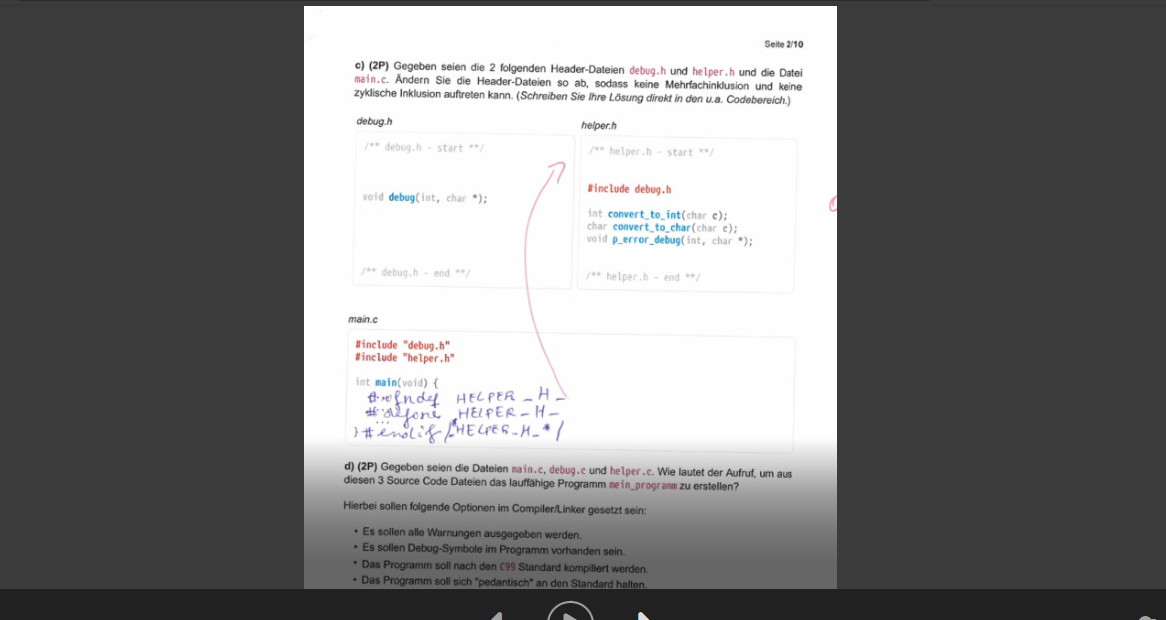 Seite 2/10
c) (2P) Gegeben seien die 2 folgenden Header-Dateien debug.h und helper.h und die Datei
main.c. Ändern Sie die Header-Dateien so ab, sodass keine Mehrfachinklusion und keine
zyklische Inklusion auftreten kann. (Schreiben Sie Ihre Lösung direkt in den u.a. Codebereich.)
debug.h
/** debug.h - start **/
void debug(int, char *);
/** debug.h - end **/
helper.h
/** helper.h - start **/
#include debug.h
int convert_to_int(char c);
char convert_to_char(char c);
void p_error_debug(int, char *);
/** helper.h - end **/
main.c
#include "debug.h"
#include "helper.h"
int main(void) {
#ifndef HELPER_H_
#define HELPER_H_
...
} #endif /*HELPER_H_*/
d) (2P) Gegeben seien die Dateien main.c, debug.c und helper.c. Wie lautet der Aufruf, um aus
diesen 3 Source Code Dateien das lauffähige Programm mein_programm zu erstellen?
Hierbei sollen folgende Optionen im Compiler/Linker gesetzt sein:
• Es sollen alle Warnungen ausgegeben werden.
• Es sollen Debug-Symbole im Programm vorhanden sein.
• Das Programm soll nach den C99 Standard kompiliert werden.
• Das Programm soll sich "pedantisch" an den Standard halten.